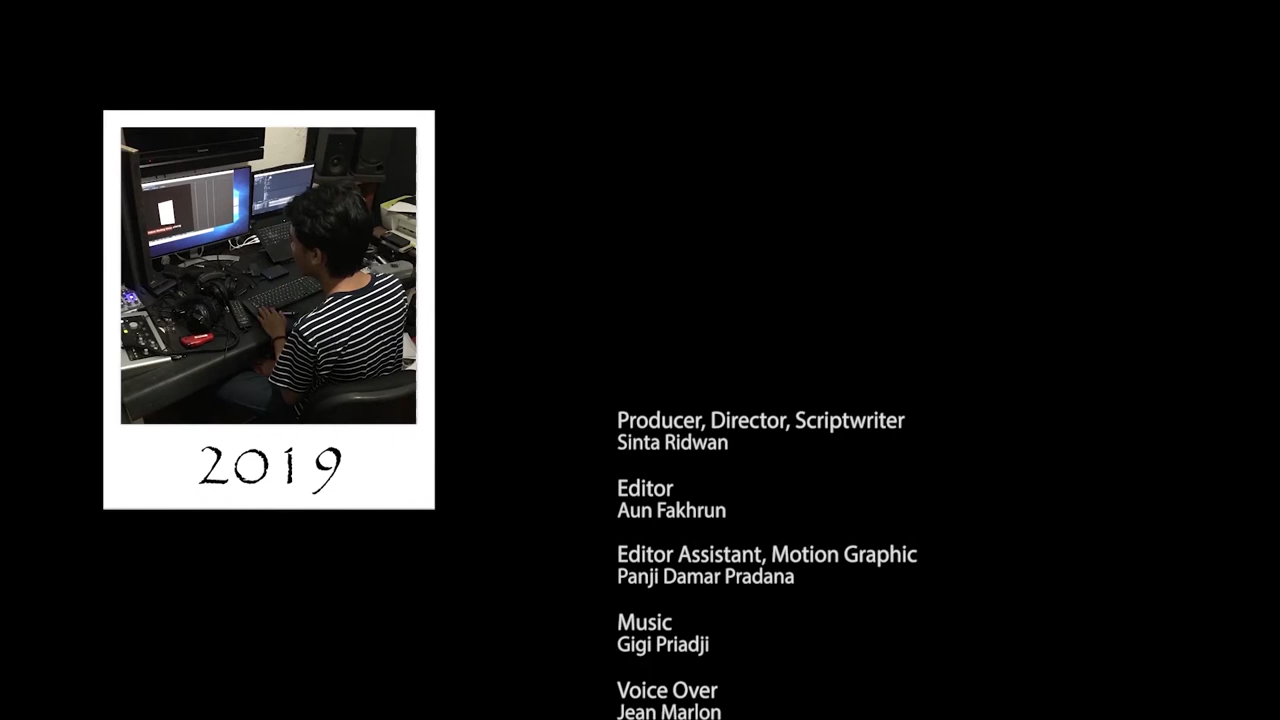 2019
Producer, Director, Scriptwriter
Sinta Ridwan
Editor
Aun Fakhrun
Editor Assistant, Motion Graphic
Panji Damar Pradana
Music
Gigi Priadji
Voice Over
Jean Marlon